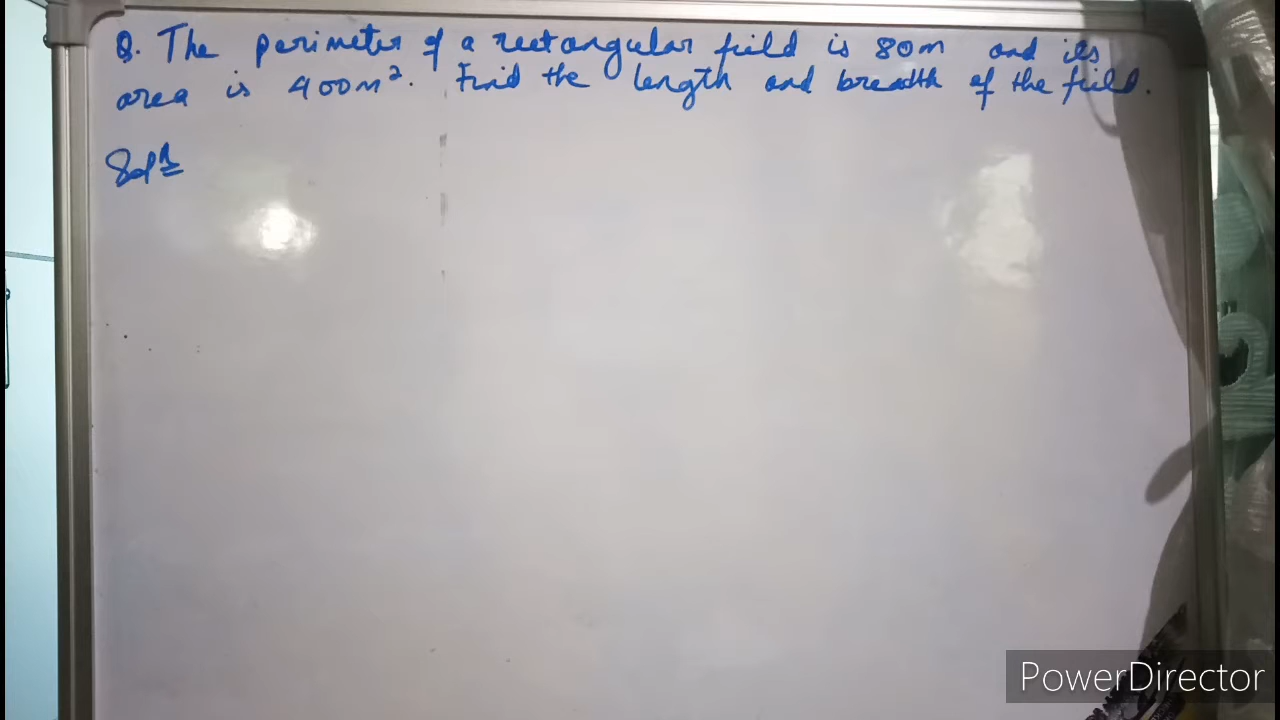 Q. The perimeter of a rectangular field is 80m and its
area is 400m². Find the length and breadth of the field.
Solⁿ
PowerDirector